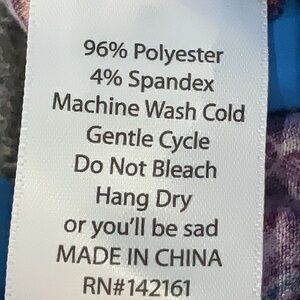 96% Polyester
4% Spandex
Machine Wash Cold
Gentle Cycle
Do Not Bleach
Hang Dry
or you'll be sad
MADE IN CHINA
RN#142161